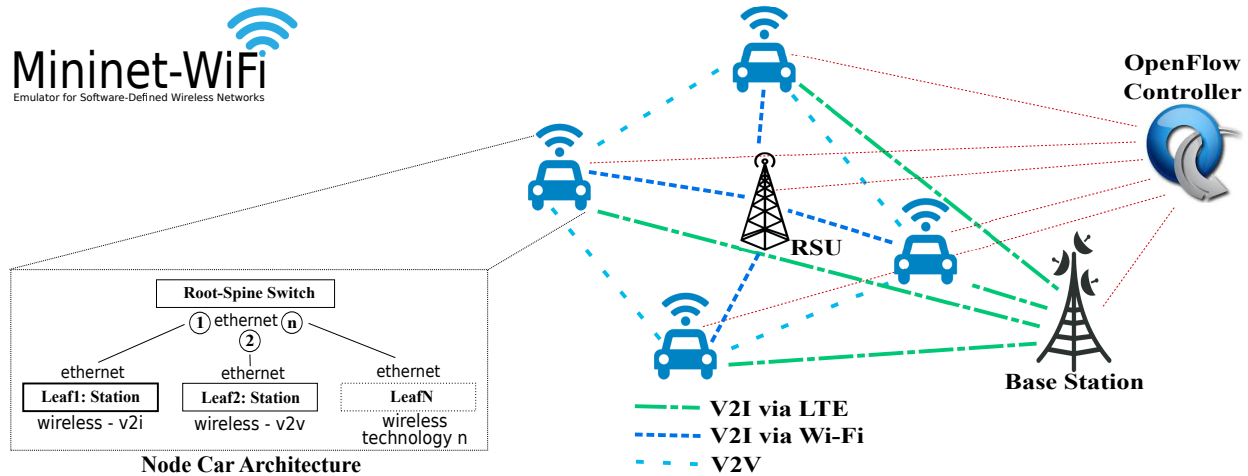 Mininet-WiFi
Emulator for Software-Defined Wireless Networks
OpenFlow
Controller
RSU
Base Station
Root-Spine Switch
1 ethernet n
2
ethernet
ethernet
ethernet
Leaf1: Station
Leaf2: Station
LeafN
wireless - v2i
wireless - v2v
wireless
technology n
Node Car Architecture
V2I via LTE
V2I via Wi-Fi
V2V